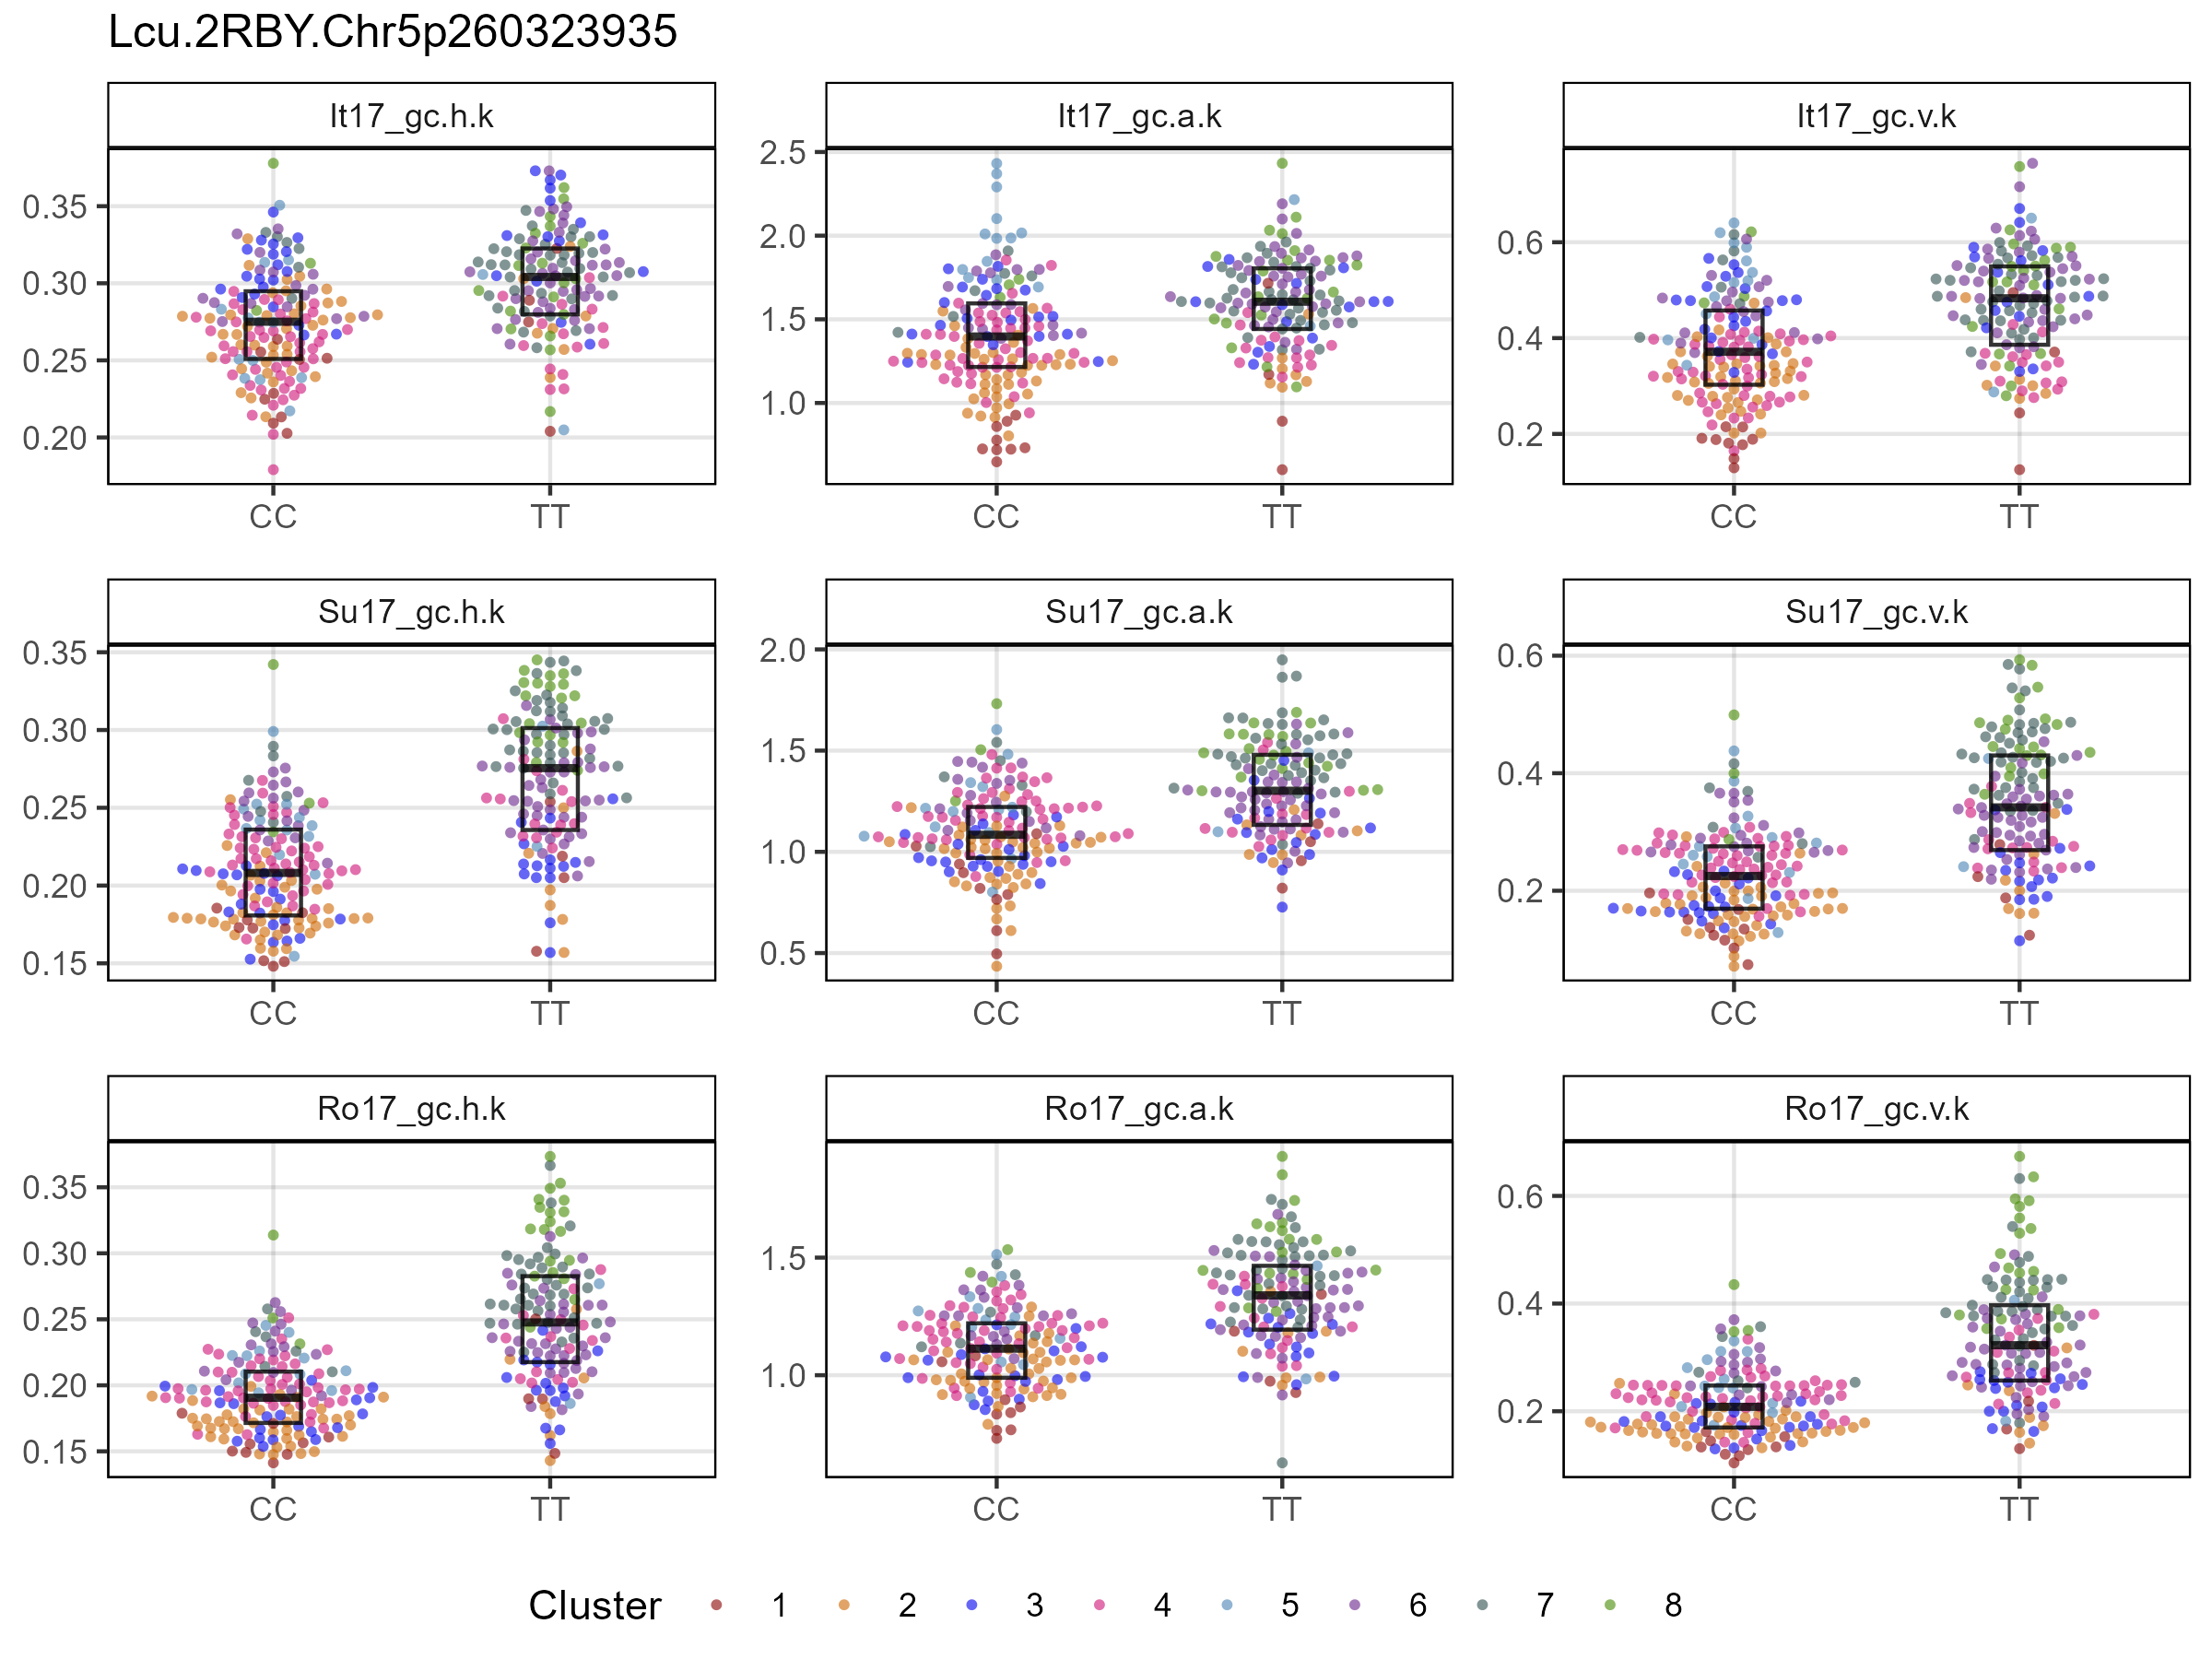 Lcu.2RBY.Chr5p260323935
It17_gc.h.k
It17_gc.a.k
It17_gc.v.k
0.35
0.30
0.25
0.20
CC
TT
2.5
2.0
1.5
1.0
CC
TT
0.6
0.4
0.2
CC
TT
Su17_gc.h.k
Su17_gc.a.k
Su17_gc.v.k
0.35
0.30
0.25
0.20
0.15
CC
TT
2.0
1.5
1.0
0.5
CC
TT
0.6
0.4
0.2
CC
TT
Ro17_gc.h.k
Ro17_gc.a.k
Ro17_gc.v.k
0.35
0.30
0.25
0.20
0.15
CC
TT
1.5
1.0
CC
TT
0.6
0.4
0.2
CC
TT
Cluster 1 2 3 4 5 6 7 8